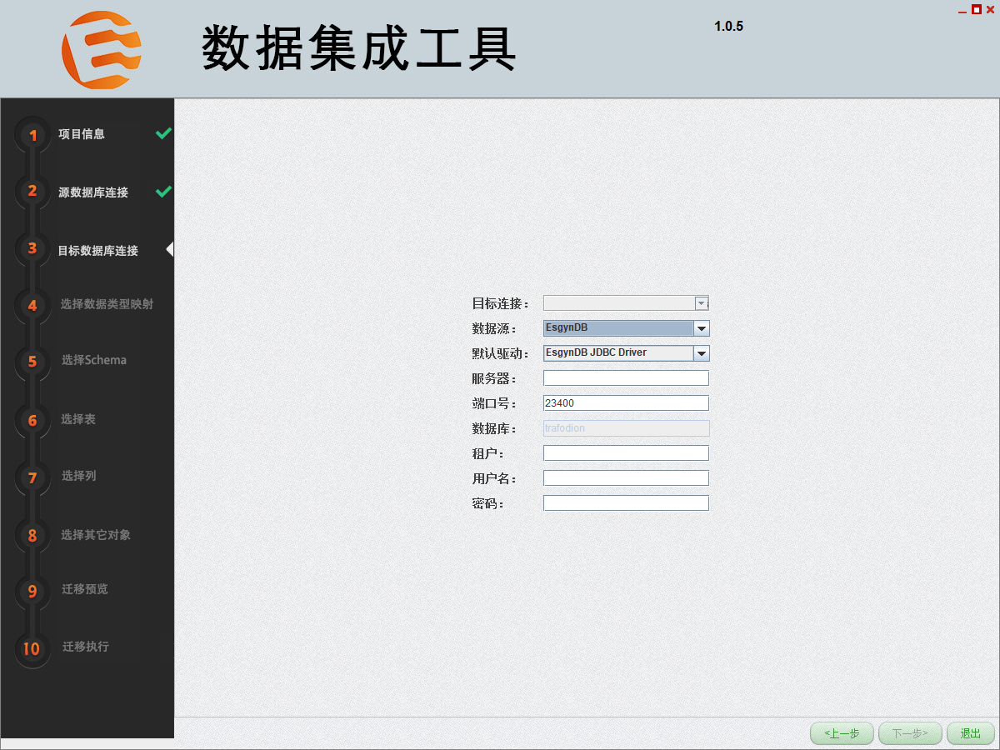 数据集成工具
1.0.5
1 项目信息
2 源数据库连接
3 目标数据库连接
4 选择数据类型映射
5 选择Schema
6 选择表
7 选择列
8 选择其它对象
9 迁移预览
10 迁移执行
目标连接：
数据源： EsgynDB
默认驱动： EsgynDB JDBC Driver
服务器：
端口号： 23400
数据库： trafodion
租户：
用户名：
密码：
<上一步 下一步> 退出